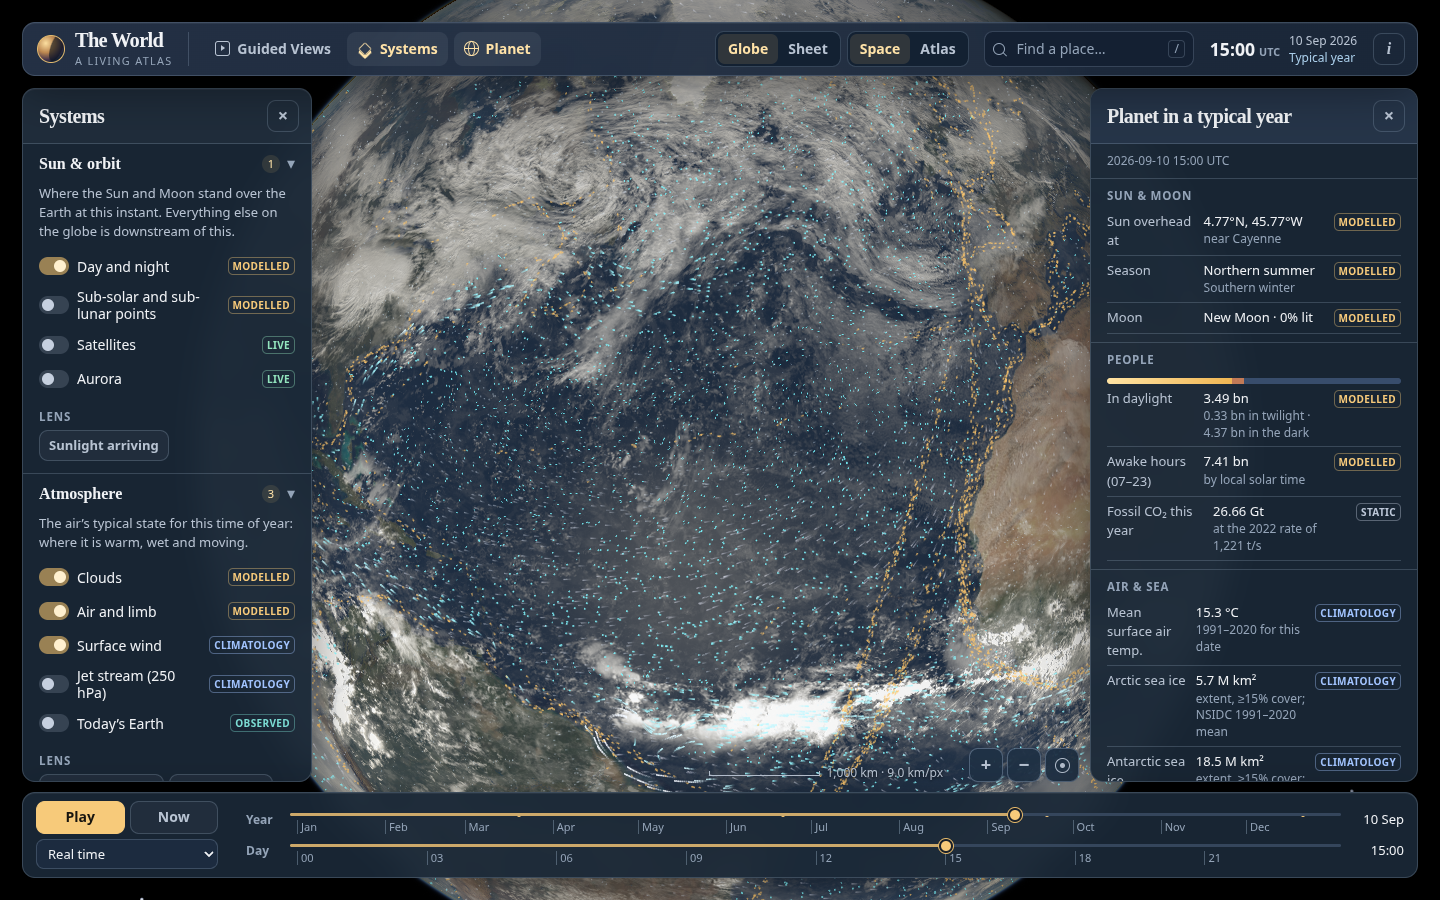 The World
A LIVING ATLAS
Guided Views
Systems
Planet
Globe
Sheet
Space
Atlas
Find a place...
/
15:00 UTC
10 Sep 2026
Typical year
i
Systems
×
Sun & orbit
1 ▼
Where the Sun and Moon stand over the
Earth at this instant. Everything else on
the globe is downstream of this.
Day and night
MODELLED
Sub-solar and sub-
lunar points
MODELLED
Satellites
LIVE
Aurora
LIVE
LENS
Sunlight arriving
Atmosphere
3 ▼
The air’s typical state for this time of year:
where it is warm, wet and moving.
Clouds
MODELLED
Air and limb
MODELLED
Surface wind
CLIMATOLOGY
Jet stream (250
hPa)
CLIMATOLOGY
Today’s Earth
OBSERVED
LENS
1,000 km · 9.0 km/px
+
−
Planet in a typical year
×
2026-09-10 15:00 UTC
SUN & MOON
Sun overhead
at
4.77°N, 45.77°W
near Cayenne
MODELLED
Season
Northern summer
Southern winter
MODELLED
Moon
New Moon · 0% lit
MODELLED
PEOPLE
In daylight
3.49 bn
0.33 bn in twilight ·
4.37 bn in the dark
MODELLED
Awake hours
(07–23)
7.41 bn
by local solar time
MODELLED
Fossil CO₂ this
year
26.66 Gt
at the 2022 rate of
1,221 t/s
STATIC
AIR & SEA
Mean
surface air
temp.
15.3 °C
1991–2020 for this
date
CLIMATOLOGY
Arctic sea ice
5.7 M km²
extent, ≥15% cover;
NSIDC 1991–2020
mean
CLIMATOLOGY
Antarctic sea
ice
18.5 M km²
extent, ≥15% cover;
CLIMATOLOGY
Play
Now
Real time
Year
Jan
Feb
Mar
Apr
May
Jun
Jul
Aug
Sep
Oct
Nov
Dec
10 Sep
Day
00
03
06
09
12
15
18
21
15:00